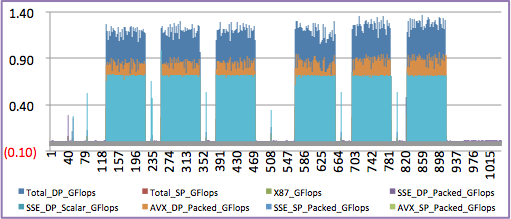 1.40
0.90
0.40
(0.10)
1 40 79 118 157 196 235 274 313 352 391 430 469 508 547 586 625 664 703 742 781 820 859 898 937 976 1015
Total_DP_GFlops Total_SP_GFlops X87_GFlops SSE_DP_Packed_GFlops
SSE_DP_Scalar_GFlops AVX_DP_Packed_GFlops SSE_SP_Packed_GFlops AVX_SP_Packed_GFlops